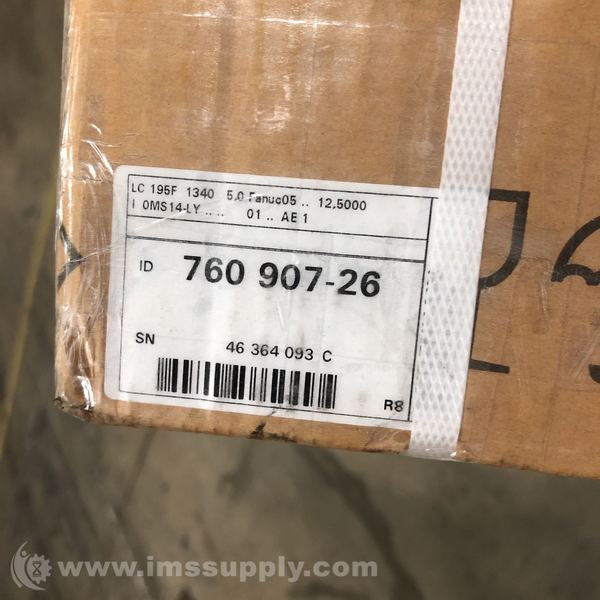 LC 195F 1340 5.0 Fanuc05 .. 12,5000
I 0MS14-LY .. .. 01 .. AE 1
ID 760 907-26
SN 46 364 093 C
R8
www.imssupply.com